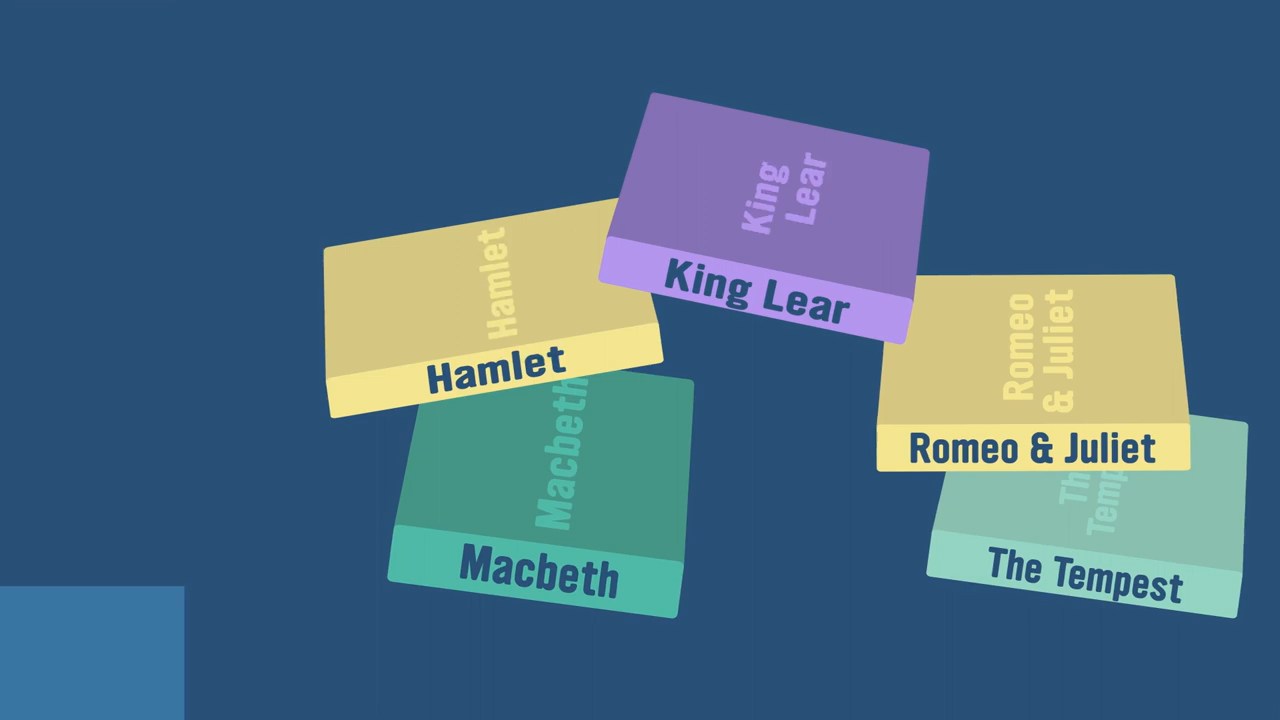 King
Lear
King Lear
Hamlet
Hamlet
Romeo
& Juliet
Romeo & Juliet
Macbeth
Macbeth
The Tempest